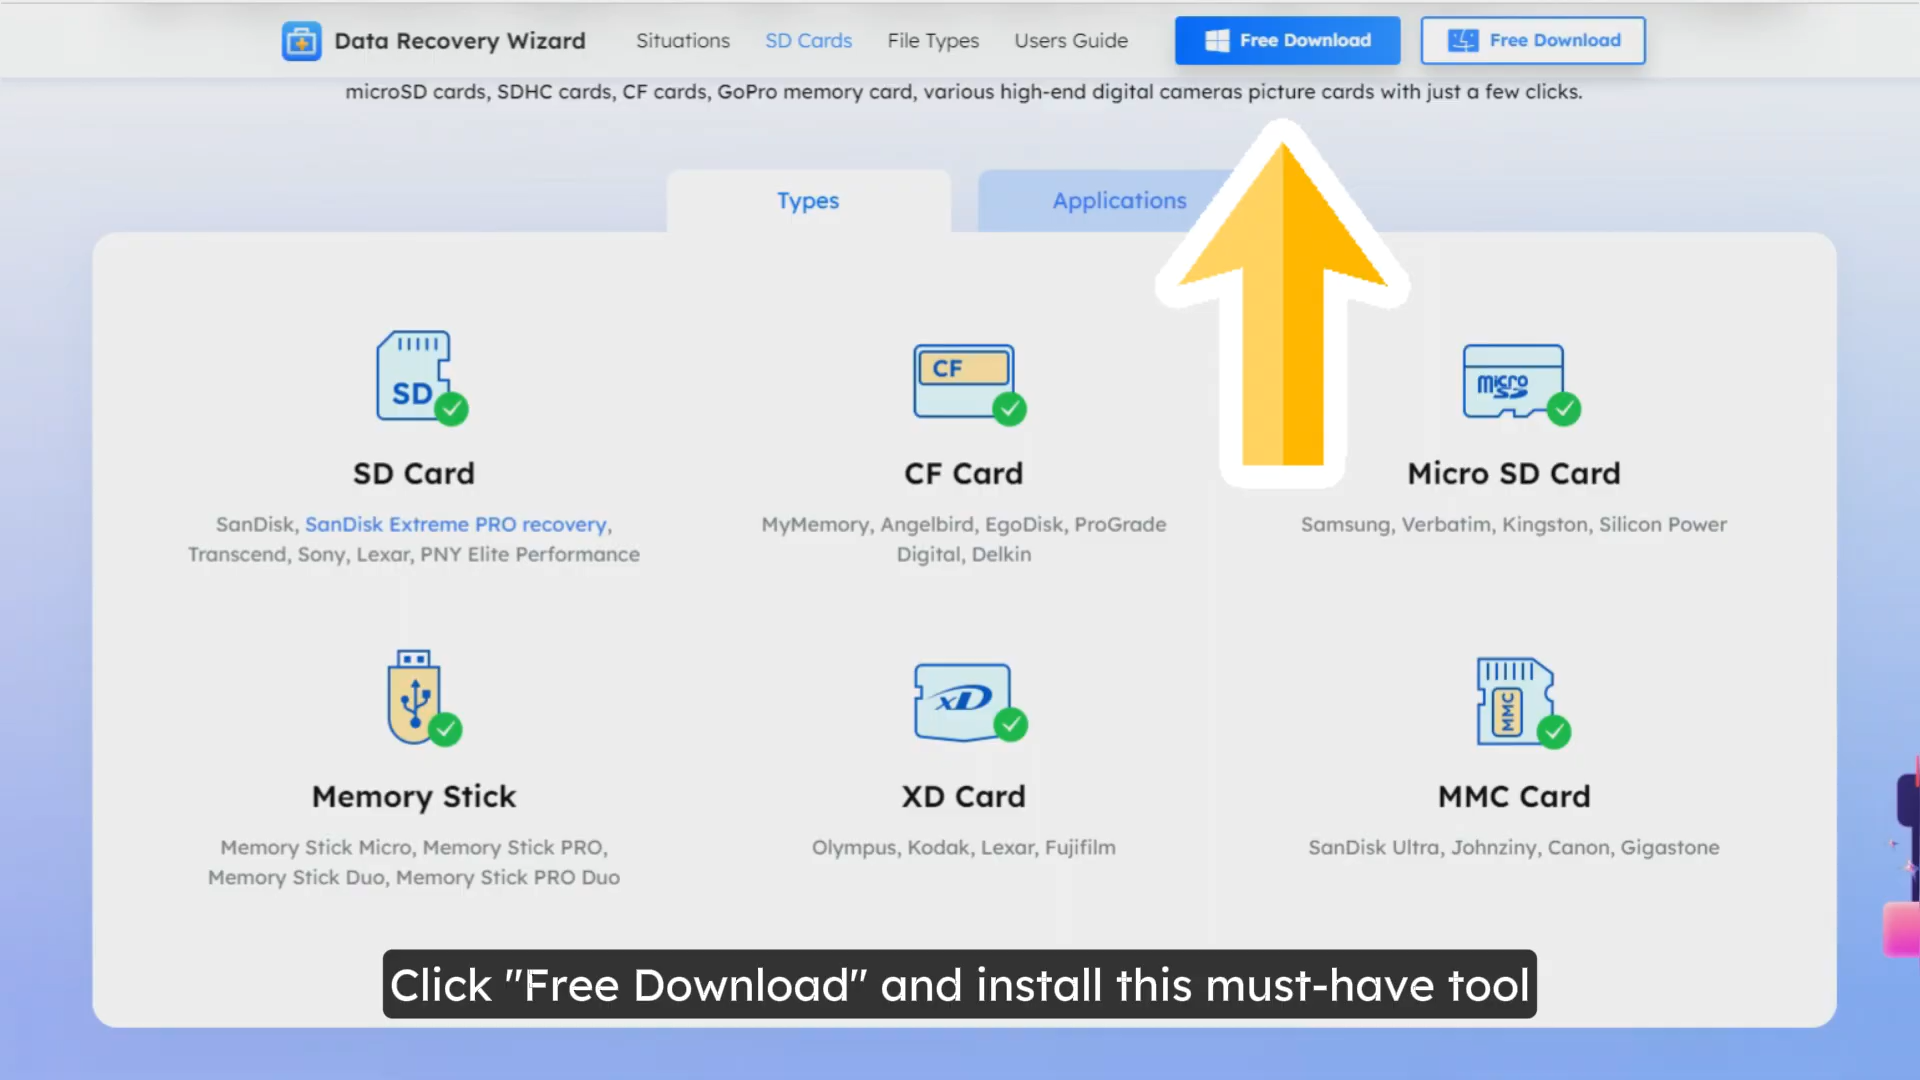 Data Recovery Wizard
Situations
SD Cards
File Types
Users Guide
Free Download
Free Download
microSD cards, SDHC cards, CF cards, GoPro memory card, various high-end digital cameras picture cards with just a few clicks.
Types
Applications
SD
CF
micro SD
SD Card
CF Card
Micro SD Card
SanDisk, SanDisk Extreme PRO recovery,
Transcend, Sony, Lexar, PNY Elite Performance
MyMemory, Angelbird, EgoDisk, ProGrade
Digital, Delkin
Samsung, Verbatim, Kingston, Silicon Power
xD
MMC
Memory Stick
XD Card
MMC Card
Memory Stick Micro, Memory Stick PRO,
Memory Stick Duo, Memory Stick PRO Duo
Olympus, Kodak, Lexar, Fujifilm
SanDisk Ultra, Johnziny, Canon, Gigastone
Click "Free Download" and install this must-have tool